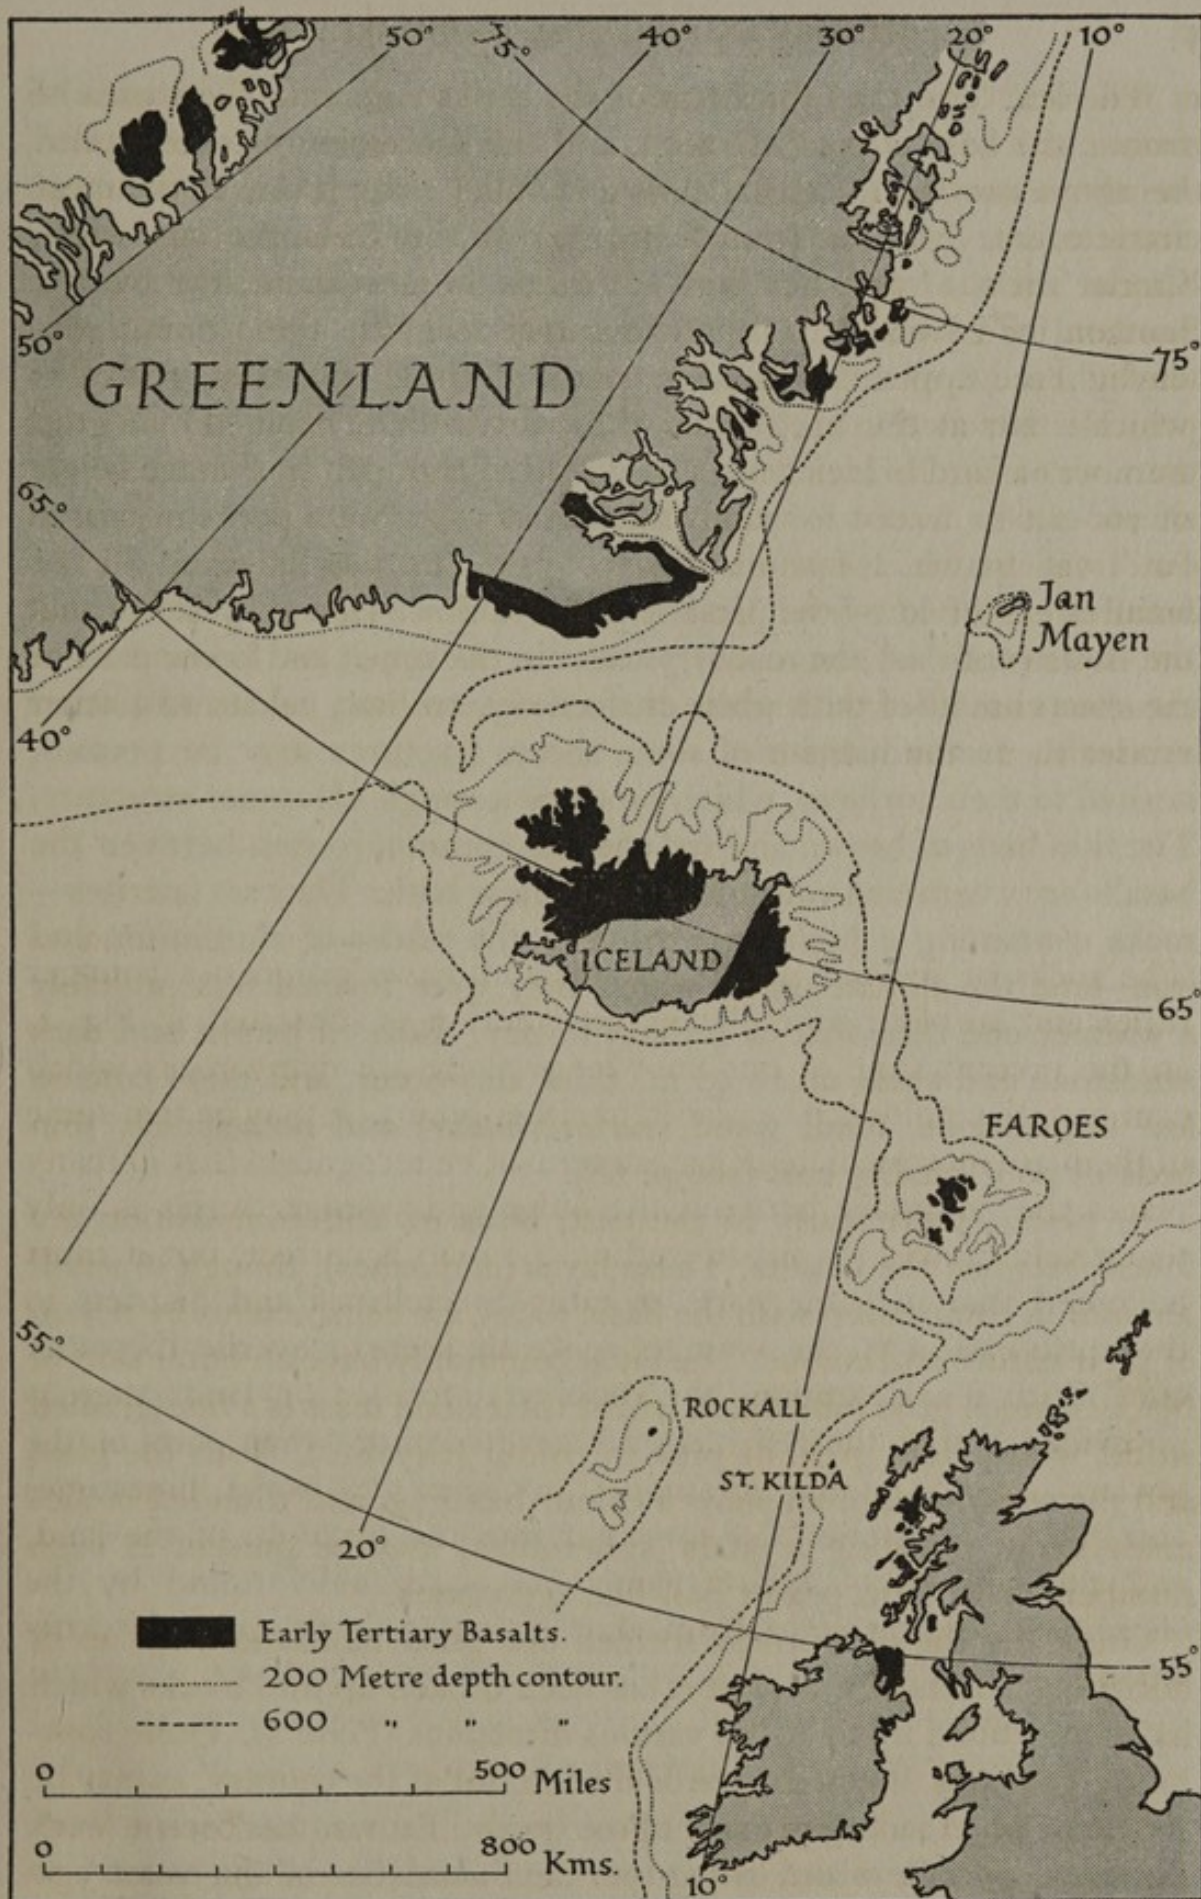 50° 75° 40° 30° 20° 10°
50°
GREENLAND
75°
65°
Jan
Mayen
40°
ICELAND
65°
FAROES
55°
ROCKALL
ST. KILDA
20°
Early Tertiary Basalts.
200 Metre depth contour.
600 " " "
55°
0 500 Miles
0 800 Kms.
10°